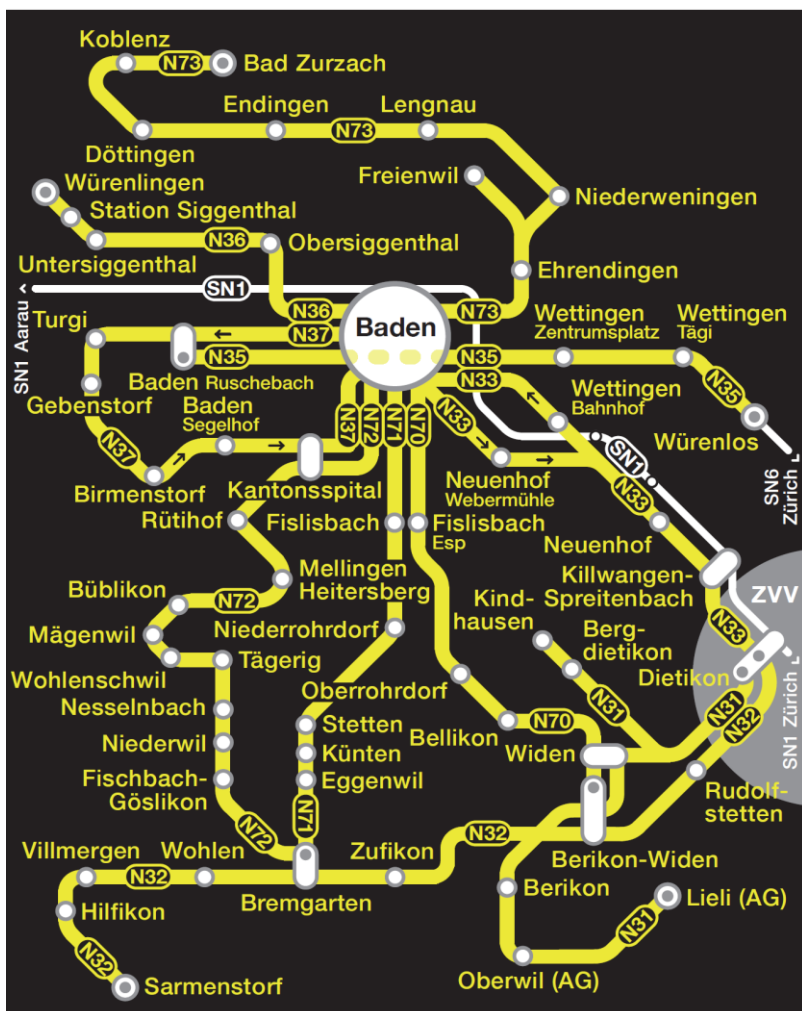 Koblenz
N73
Bad Zurzach
Endingen
Lengnau
N73
Döttingen
Würenlingen
Freienwil
Station Siggenthal
Niederweningen
N36
Obersiggenthal
Untersiggenthal
Ehrendingen
SN1
SN1 Aarau
N36
N73
Turgi
N37
Baden
Wettingen
Zentrumsplatz
Wettingen
Tägi
N35
N35
Baden Ruschebach
N33
N35
Gebenstorf
Baden
Segelhof
Wettingen
Bahnhof
N37
N72
N71
N70
N33
Würenlos
N37
SN1
SN6
Zürich
Birmenstorf
Kantonsspital
Neuenhof
Webermühle
N33
Rütihof
Fislisbach
Fislisbach
Esp
Neuenhof
Mellingen
Heitersberg
Killwangen-
Spreitenbach
ZVV
Büblikon
N72
Kind-
hausen
N33
Mägenwil
Niederrohrdorf
Berg-
dietikon
Wohlenschwil
Tägerig
Dietikon
Oberrohrdorf
N31
N31
N32
SN1 Zürich
Nesselnbach
Stetten
Bellikon
N70
Widen
Niederwil
Künten
Fischbach-
Göslikon
Eggenwil
Rudolf-
stetten
N72
N71
N32
Villmergen
Wohlen
Zufikon
Berikon-Widen
N32
Bremgarten
Berikon
Lieli (AG)
Hilfikon
N31
N32
Oberwil (AG)
Sarmenstorf